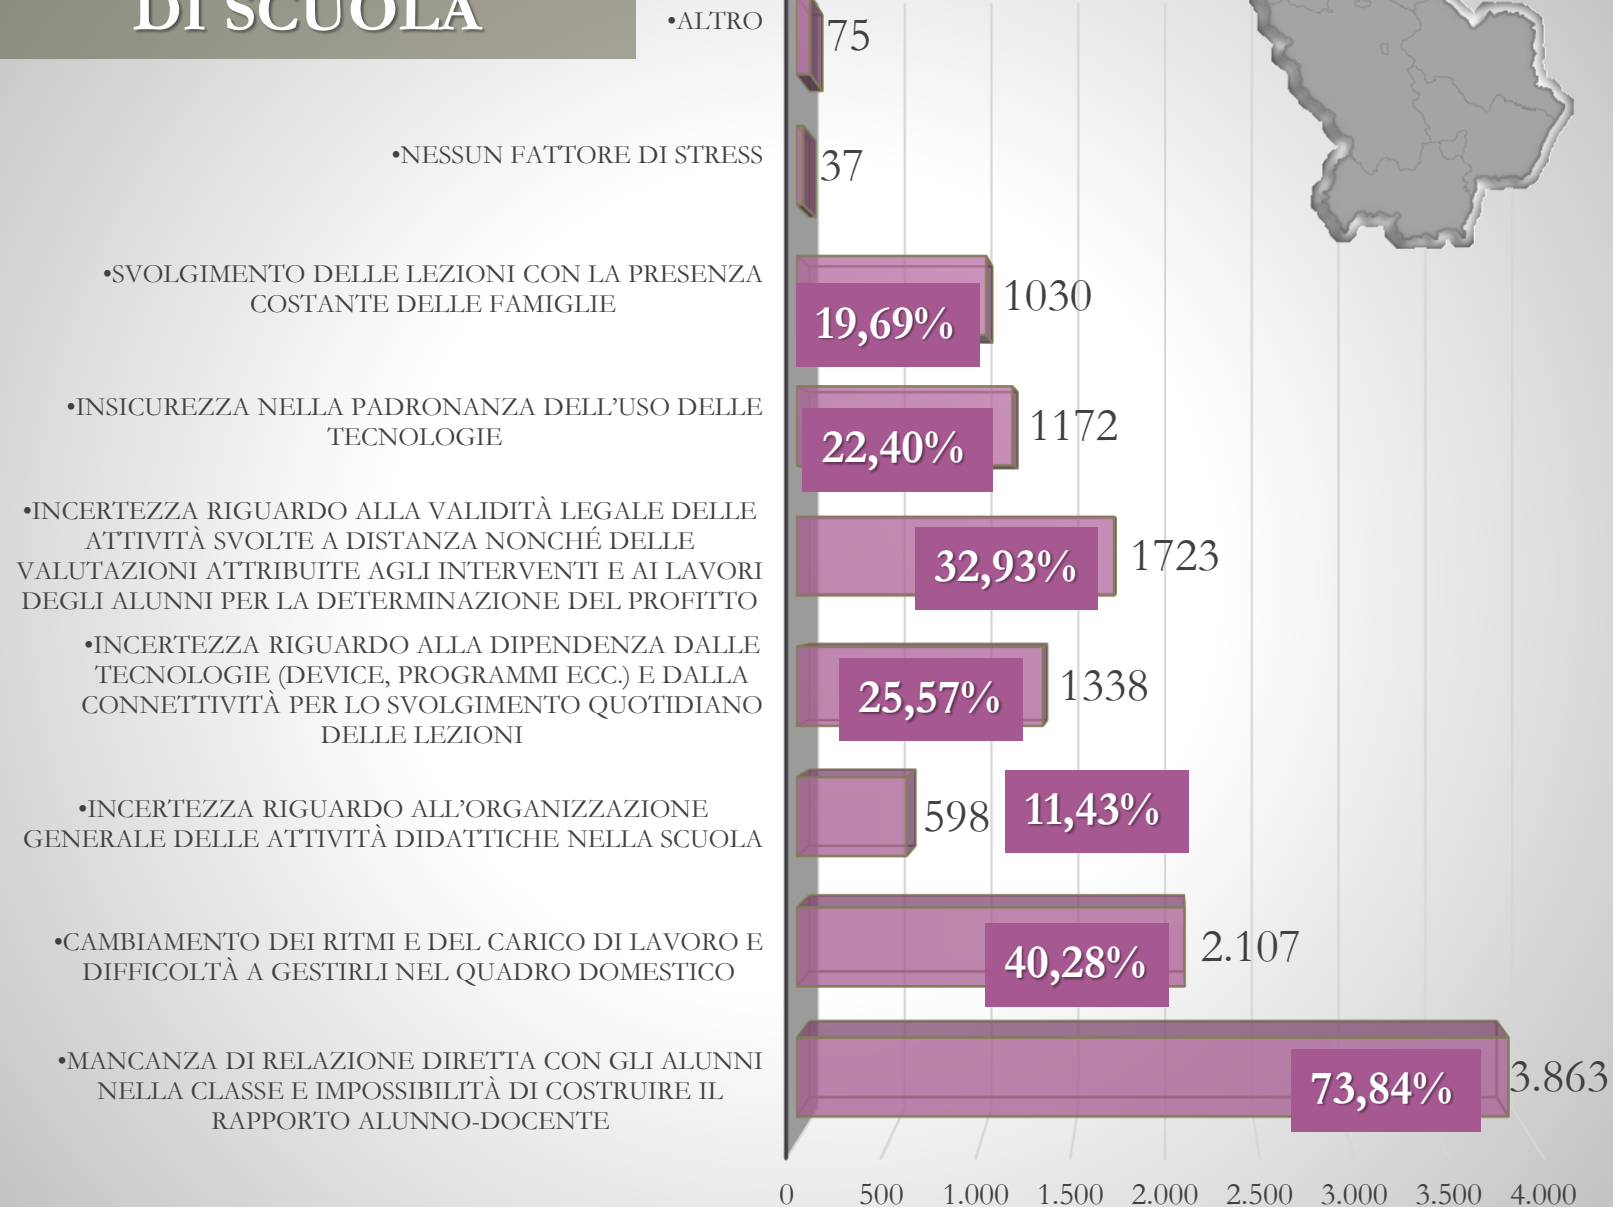 DI SCUOLA
•ALTRO
75
•NESSUN FATTORE DI STRESS
37
•SVOLGIMENTO DELLE LEZIONI CON LA PRESENZA
COSTANTE DELLE FAMIGLIE
19,69%
1030
•INSICUREZZA NELLA PADRONANZA DELL’USO DELLE
TECNOLOGIE
22,40%
1172
•INCERTEZZA RIGUARDO ALLA VALIDITÀ LEGALE DELLE
ATTIVITÀ SVOLTE A DISTANZA NONCHÉ DELLE
VALUTAZIONI ATTRIBUITE AGLI INTERVENTI E AI LAVORI
DEGLI ALUNNI PER LA DETERMINAZIONE DEL PROFITTO
32,93%
1723
•INCERTEZZA RIGUARDO ALLA DIPENDENZA DALLE
TECNOLOGIE (DEVICE, PROGRAMMI ECC.) E DALLA
CONNETTIVITÀ PER LO SVOLGIMENTO QUOTIDIANO
DELLE LEZIONI
25,57%
1338
•INCERTEZZA RIGUARDO ALL’ORGANIZZAZIONE
GENERALE DELLE ATTIVITÀ DIDATTICHE NELLA SCUOLA
598
11,43%
•CAMBIAMENTO DEI RITMI E DEL CARICO DI LAVORO E
DIFFICOLTÀ A GESTIRLI NEL QUADRO DOMESTICO
40,28%
2.107
•MANCANZA DI RELAZIONE DIRETTA CON GLI ALUNNI
NELLA CLASSE E IMPOSSIBILITÀ DI COSTRUIRE IL
RAPPORTO ALUNNO-DOCENTE
73,84%
3.863
0 500 1.000 1.500 2.000 2.500 3.000 3.500 4.000